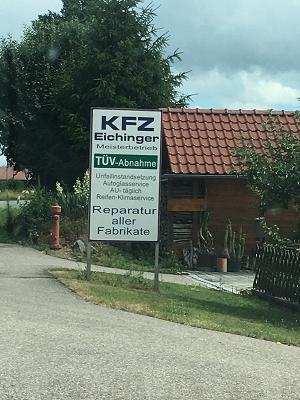 KFZ
Eichinger
Meisterbetrieb
TÜV-Abnahme
Unfallinstandsetzung
Autoglasservice
AU- täglich
Reifen-Klimaservice
Reparatur
aller
Fabrikate